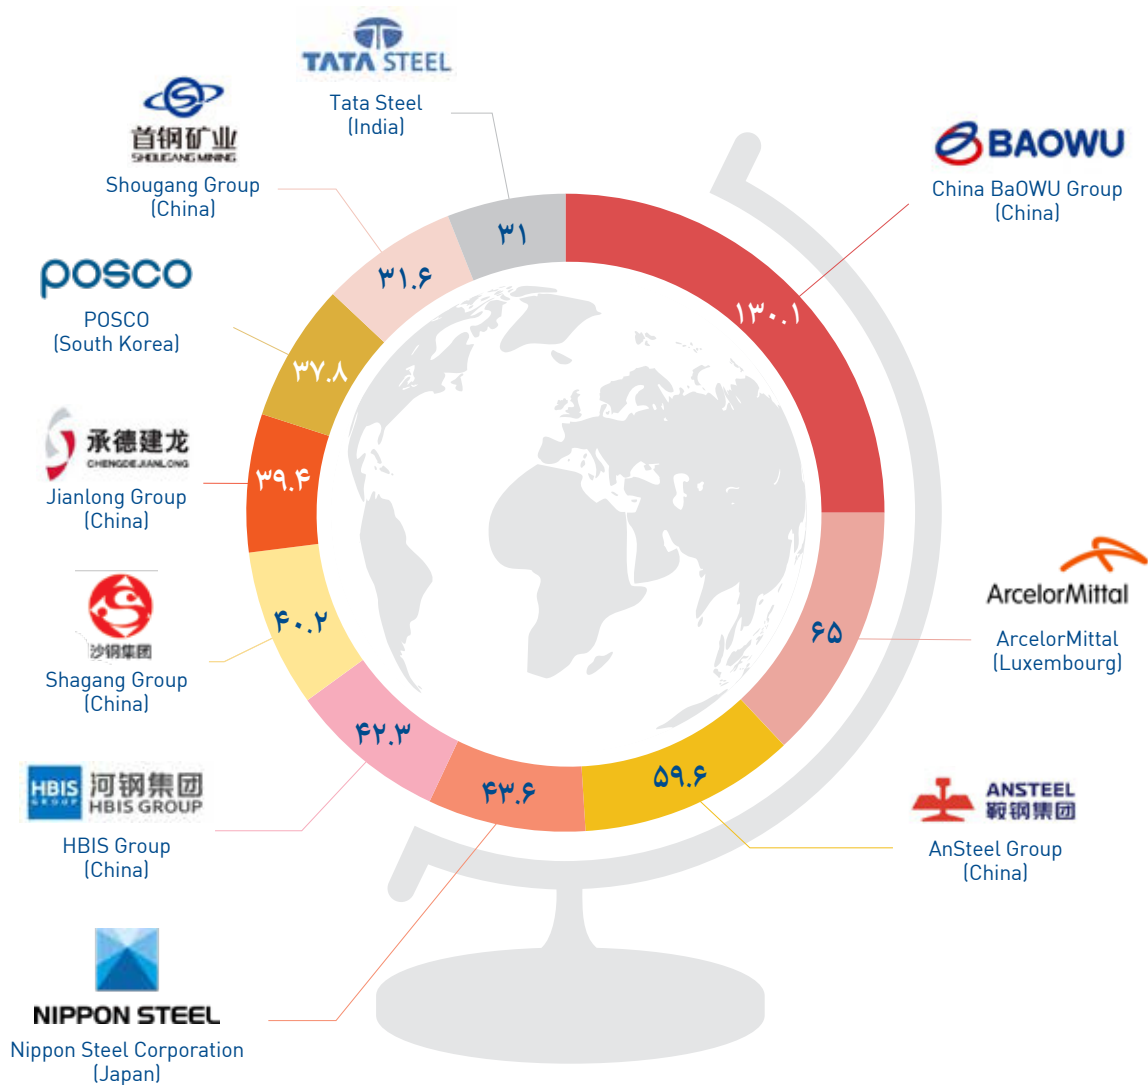 TATA STEEL
Tata Steel
(India)
首钢矿业
SHOUGANG MINING
Shougang Group
(China)
BAOWU
China BaOWU Group
(China)
posco
POSCO
(South Korea)
承德建龙
CHENGDEJIANLONG
Jianlong Group
(China)
沙钢集团
Shagang Group
(China)
ArcelorMittal
ArcelorMittal
(Luxembourg)
HBIS
GROUP
河钢集团
HBIS GROUP
HBIS Group
(China)
ANSTEEL
鞍钢集团
AnSteel Group
(China)
NIPPON STEEL
Nippon Steel Corporation
(Japan)
۳۱
۱۳۰.۱
۳۱.۶
۳۷.۸
۳۹.۴
۴۰.۲
۶۵
۴۲.۳
۵۹.۶
۴۳.۶